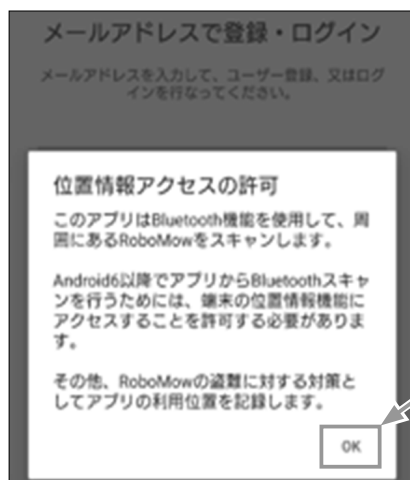 メールアドレスで登録・ログイン
メールアドレスを入力して、ユーザー登録、又はログ
インを行なってください。
位置情報アクセスの許可
このアプリはBluetooth機能を使用して、周
囲にあるRoboMowをスキャンします。
Android6以降でアプリからBluetoothスキャ
ンを行うためには、端末の位置情報機能に
アクセスすることを許可する必要がありま
す。
その他、RoboMowの盗難に対する対策と
してアプリの利用位置を記録します。
OK